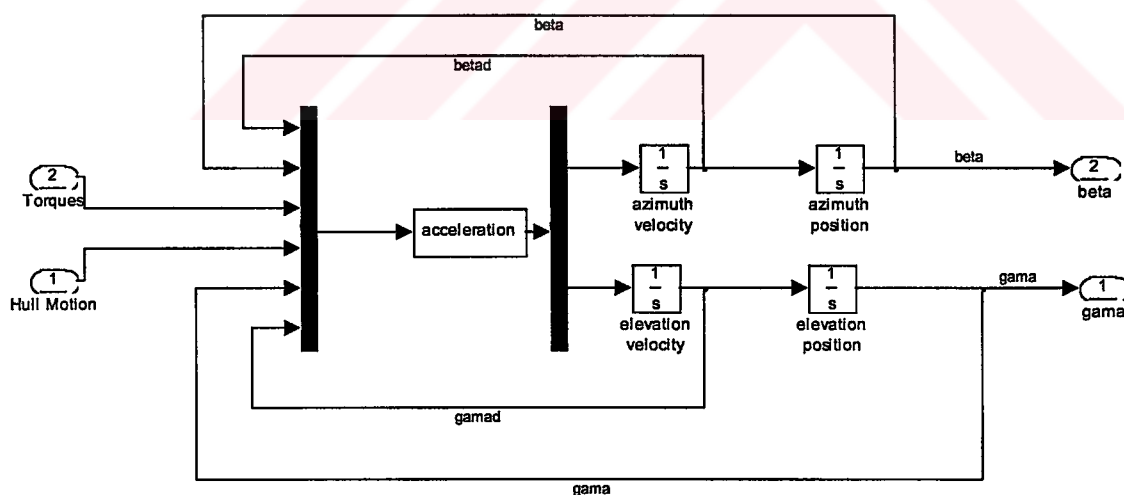 beta
betad
2
Torques
1
Hull Motion
acceleration
1
s
azimuth
velocity
1
s
azimuth
position
beta
2
beta
1
s
elevation
velocity
1
s
elevation
position
gama
1
gama
gamad
gama